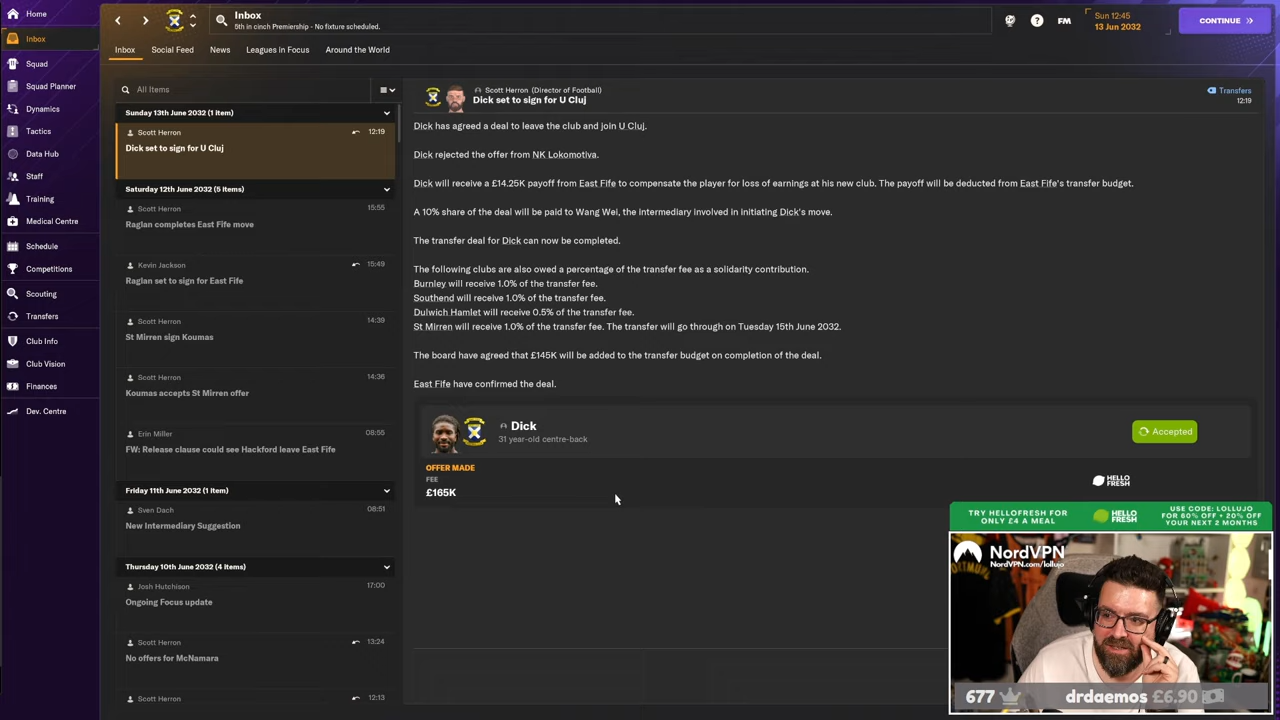 Home
Inbox
Squad
Squad Planner
Dynamics
Tactics
Data Hub
Staff
Training
Medical Centre
Schedule
Competitions
Scouting
Transfers
Club Info
Club Vision
Finances
Dev. Centre
Inbox
5th in cinch Premiership - No fixture scheduled.
FM
Sun 12:45
13 Jun 2032
CONTINUE
Inbox
Social Feed
News
Leagues in Focus
Around the World
All Items
Sunday 13th June 2032 (1 item)
Scott Herron 12:19
Dick set to sign for U Cluj
Saturday 12th June 2032 (5 items)
Scott Herron 15:55
Raglan completes East Fife move
Kevin Jackson 15:49
Raglan set to sign for East Fife
Scott Herron 14:39
St Mirren sign Koumas
Scott Herron 14:36
Koumas accepts St Mirren offer
Erin Miller 08:55
FW: Release clause could see Hackford leave East Fife
Friday 11th June 2032 (1 item)
Sven Dach 08:51
New Intermediary Suggestion
Thursday 10th June 2032 (4 items)
Josh Hutchison 17:00
Ongoing Focus update
Scott Herron 13:24
No offers for McNamara
Scott Herron 12:13
Scott Herron (Director of Football)
Dick set to sign for U Cluj
Transfers
12:19
Dick has agreed a deal to leave the club and join U Cluj.
Dick rejected the offer from NK Lokomotiva.
Dick will receive a £14.25K payoff from East Fife to compensate the player for loss of earnings at his new club. The payoff will be deducted from East Fife's transfer budget.
A 10% share of the deal will be paid to Wang Wei, the intermediary involved in initiating Dick's move.
The transfer deal for Dick can now be completed.
The following clubs are also owed a percentage of the transfer fee as a solidarity contribution.
Burnley will receive 1.0% of the transfer fee.
Southend will receive 1.0% of the transfer fee.
Dulwich Hamlet will receive 0.5% of the transfer fee.
St Mirren will receive 1.0% of the transfer fee. The transfer will go through on Tuesday 15th June 2032.
The board have agreed that £145K will be added to the transfer budget on completion of the deal.
East Fife have confirmed the deal.
Dick
31 year-old centre-back
Accepted
OFFER MADE
FEE
£165K
HELLO
FRESH
TRY HELLOFRESH FOR
ONLY £4 A MEAL
HELLO
FRESH
USE CODE: LOLLUJO
FOR 60% OFF + 20% OFF
YOUR NEXT 2 MONTHS
NordVPN
NordVPN.com/lollujo
677
drdaemos £6.90